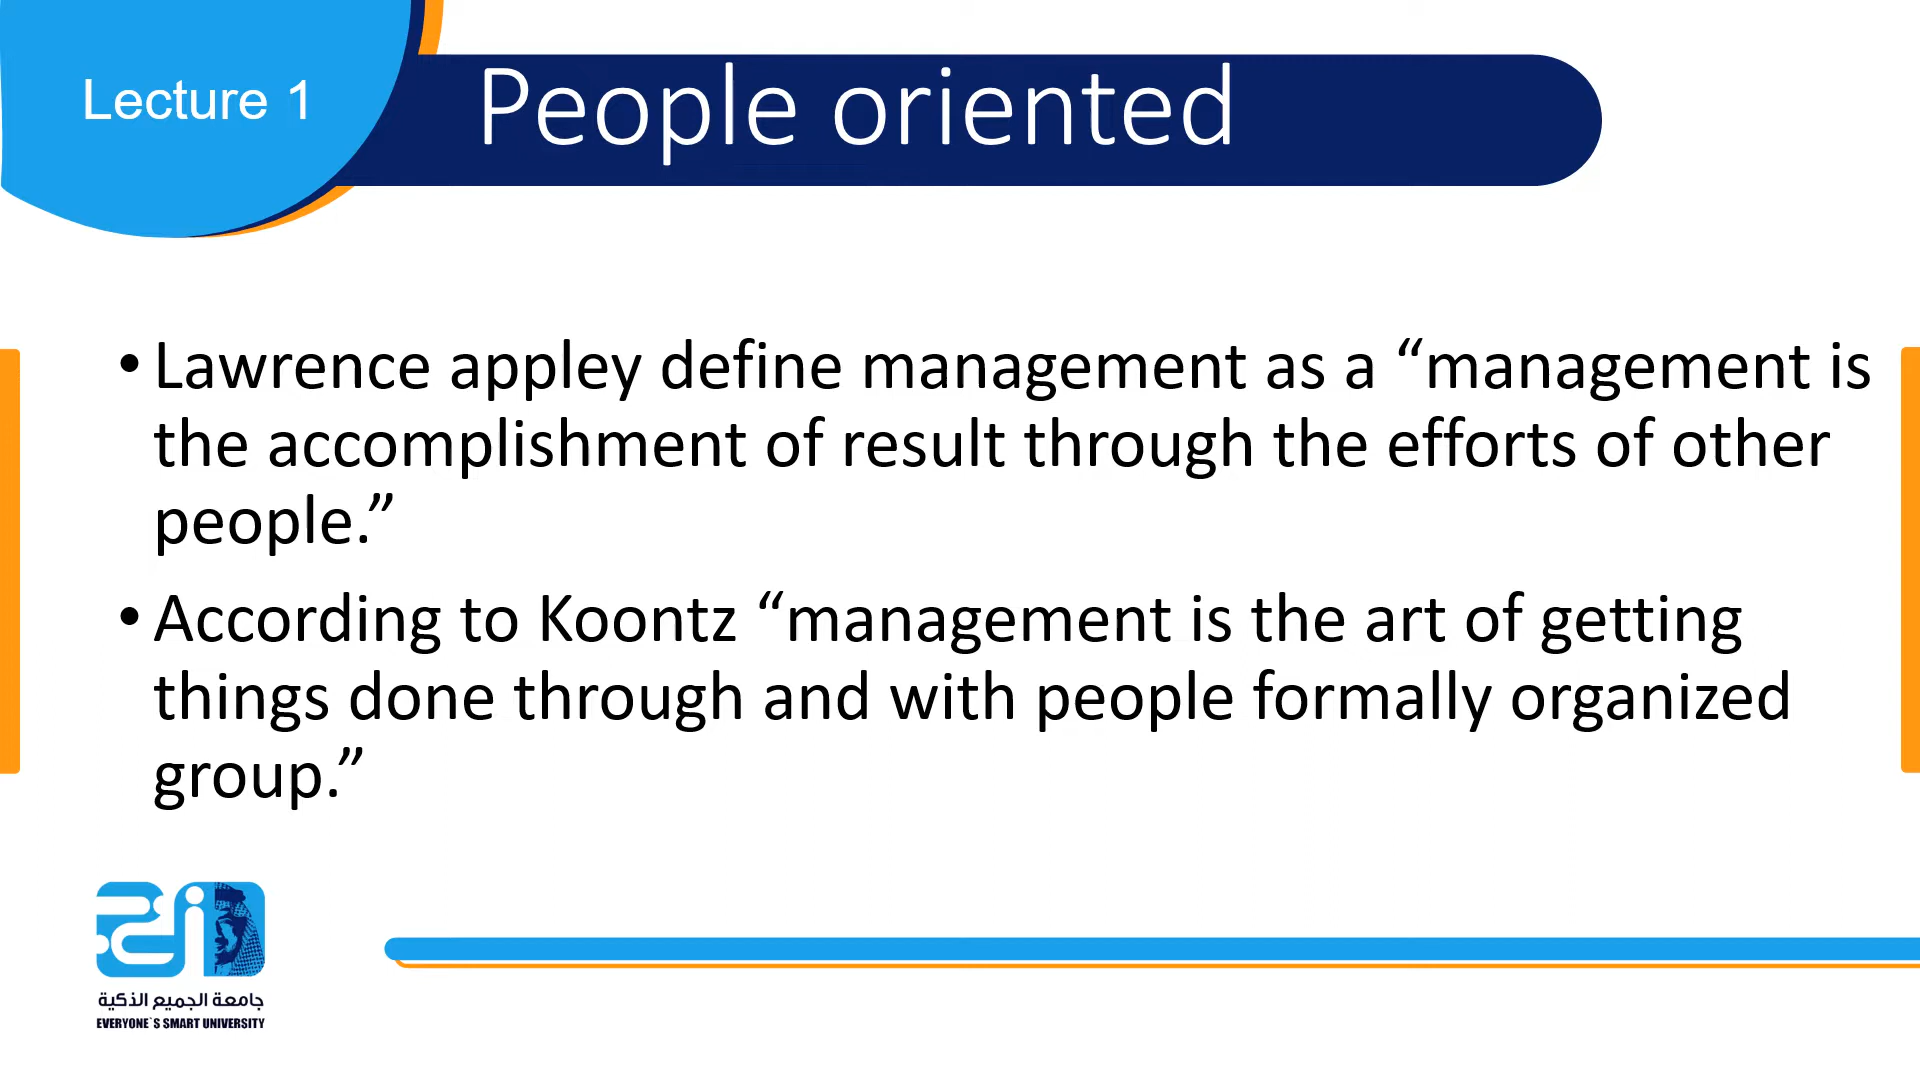 Lecture 1
People oriented
• Lawrence appley define management as a “management is
the accomplishment of result through the efforts of other
people.”
• According to Koontz “management is the art of getting
things done through and with people formally organized
group.”
جامعة الجميع الذكية
EVERYONE`S SMART UNIVERSITY